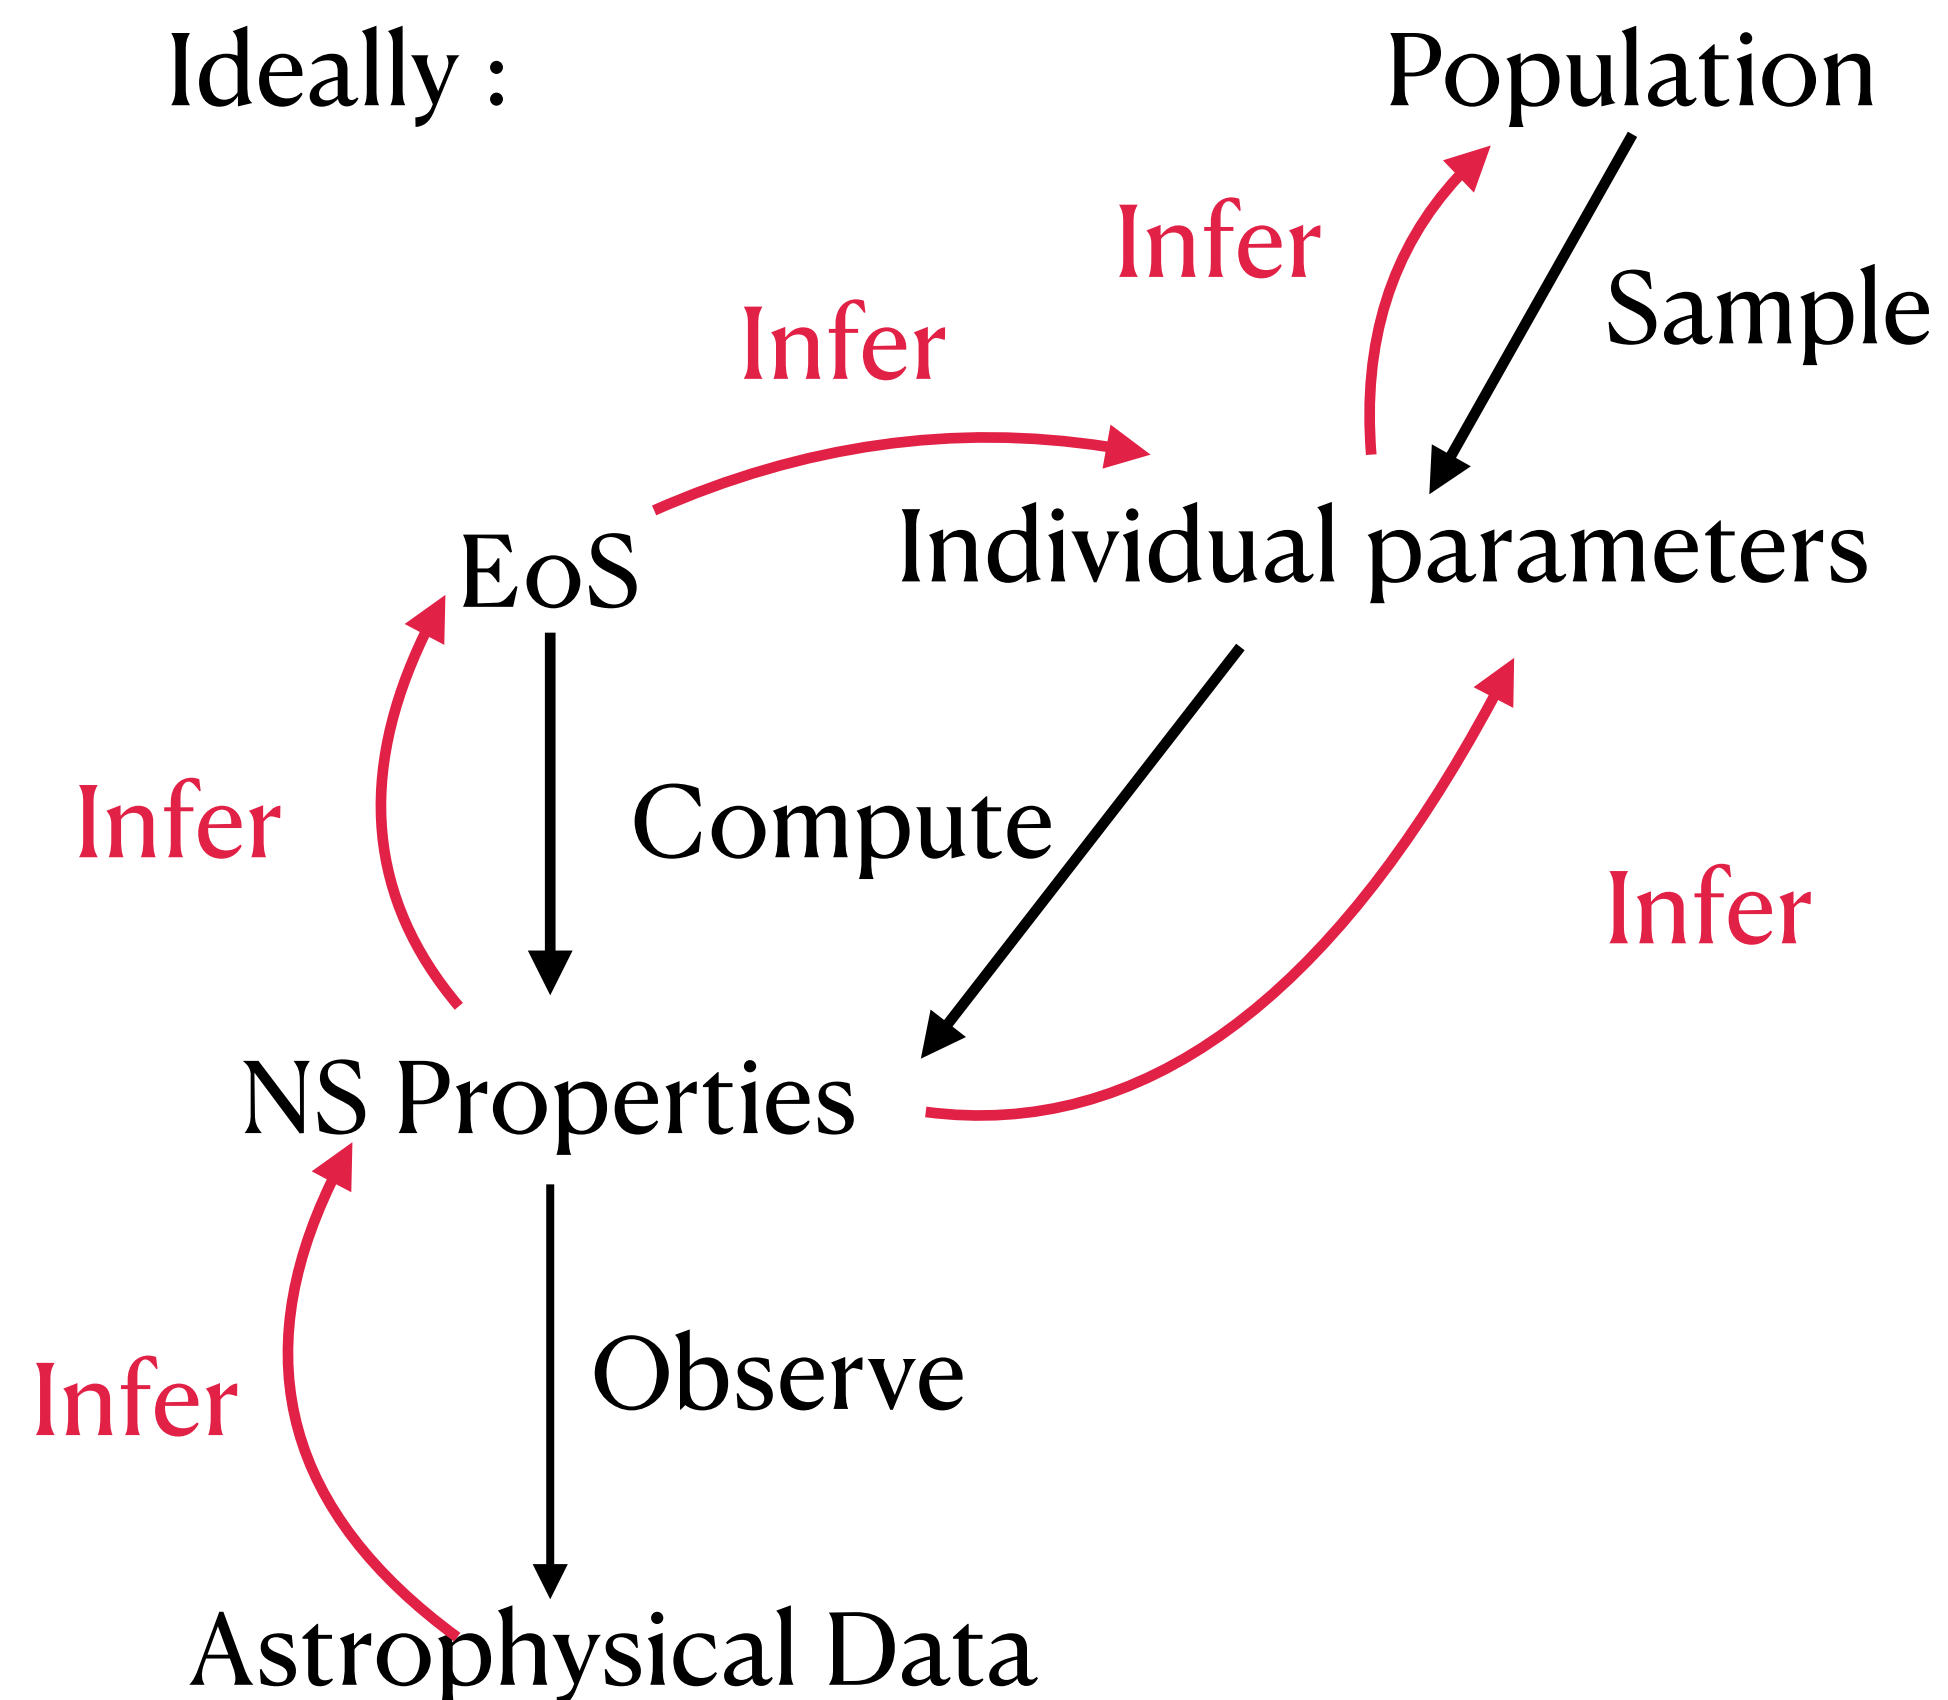 Ideally :
Population
Infer
Sample
Infer
EoS
Individual parameters
Infer
Compute
Infer
NS Properties
Infer
Observe
Astrophysical Data